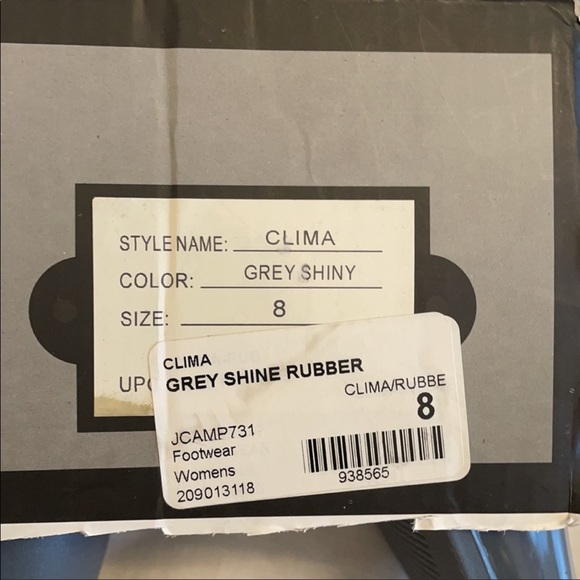 STYLE NAME: CLIMA
COLOR: GREY SHINY
SIZE: 8
UPC
CLIMA
GREY SHINE RUBBER
CLIMA/RUBBE
8
JCAMP731
Footwear
Womens
209013118
938565